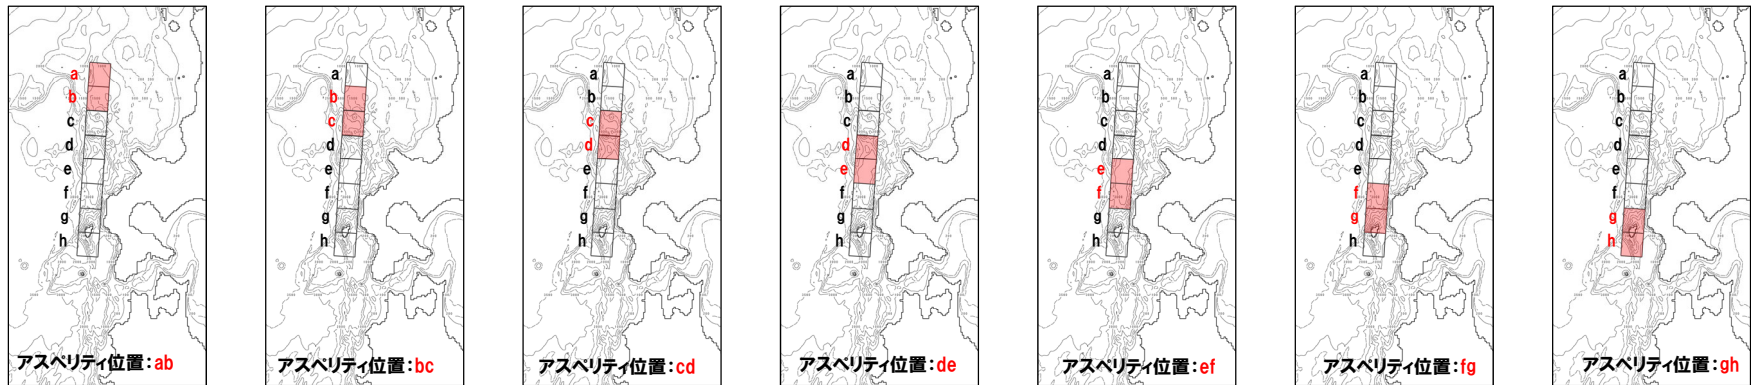 a
b
c
d
e
f
g
h
アスペリティ位置:ab
a
b
c
d
e
f
g
h
アスペリティ位置:bc
a
b
c
d
e
f
g
h
アスペリティ位置:cd
a
b
c
d
e
f
g
h
アスペリティ位置:de
a
b
c
d
e
f
g
h
アスペリティ位置:ef
a
b
c
d
e
f
g
h
アスペリティ位置:fg
a
b
c
d
e
f
g
h
アスペリティ位置:gh